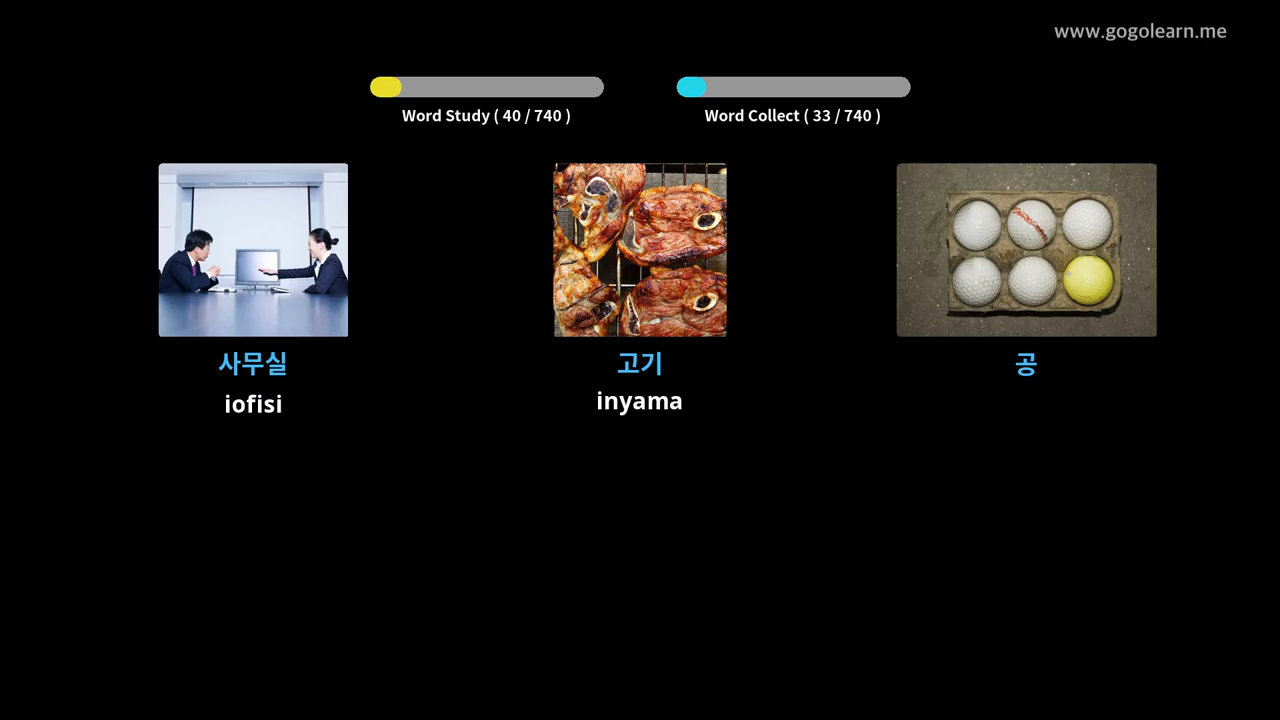 www.gogolearn.me
Word Study ( 40 / 740 )
Word Collect ( 33 / 740 )
사무실
고기
공
iofisi
inyama